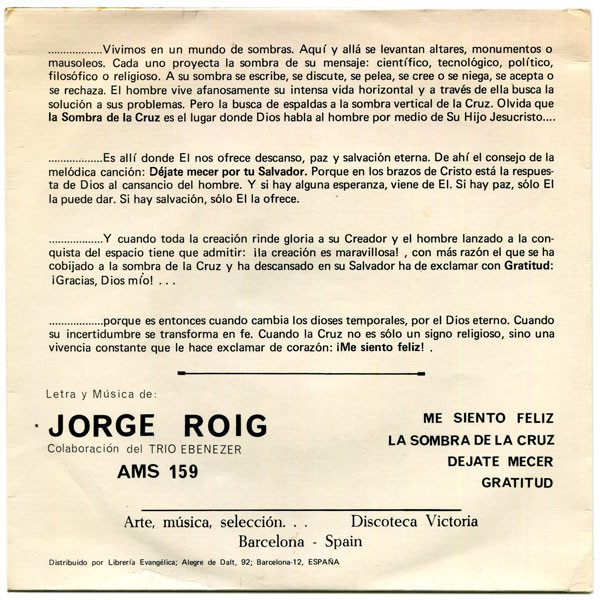 ..................Vivimos en un mundo de sombras. Aquí y allá se levantan altares, monumentos o
mausoleos. Cada uno proyecta la sombra de su mensaje: científico, tecnológico, político,
filosófico o religioso. A su sombra se escribe, se discute, se pelea, se cree o se niega, se acepta o
se rechaza. El hombre vive afanosamente su intensa vida horizontal y a través de ella busca la
solución a sus problemas. Pero la busca de espaldas a la sombra vertical de la Cruz. Olvida que
la Sombra de la Cruz es el lugar donde Dios habla al hombre por medio de Su Hijo Jesucristo....
..................Es allí donde El nos ofrece descanso, paz y salvación eterna. De ahí el consejo de la
melódica canción: Déjate mecer por tu Salvador. Porque en los brazos de Cristo está la respues-
ta de Dios al cansancio del hombre. Y si hay alguna esperanza, viene de El. Si hay paz, sólo El
la puede dar. Si hay salvación, sólo El la ofrece.
..................Y cuando toda la creación rinde gloria a su Creador y el hombre lanzado a la con-
quista del espacio tiene que admitir: ¡la creación es maravillosa! , con más razón el que se ha
cobijado a la sombra de la Cruz y ha descansado en su Salvador ha de exclamar con Gratitud:
¡Gracias, Dios mío! . . .
..................porque es entonces cuando cambia los dioses temporales, por el Dios eterno. Cuando
su incertidumbre se transforma en fe. Cuando la Cruz no es sólo un signo religioso, sino una
vivencia constante que le hace exclamar de corazón: ¡Me siento feliz! .
Letra y Música de:
JORGE ROIG
Colaboración del TRIO EBENEZER
AMS 159
ME SIENTO FELIZ
LA SOMBRA DE LA CRUZ
DEJATE MECER
GRATITUD
Arte, música, selección. . . Discoteca Victoria
Barcelona - Spain
Distribuido por Librería Evangélica; Alegre de Dalt, 92; Barcelona-12, ESPAÑA